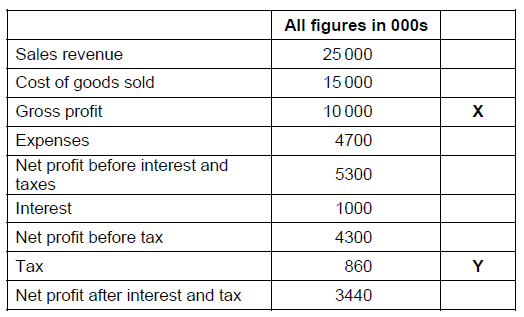 All figures in 000s
Sales revenue 25 000
Cost of goods sold 15 000
Gross profit 10 000 X
Expenses 4700
Net profit before interest and
taxes 5300
Interest 1000
Net profit before tax 4300
Tax 860 Y
Net profit after interest and tax 3440